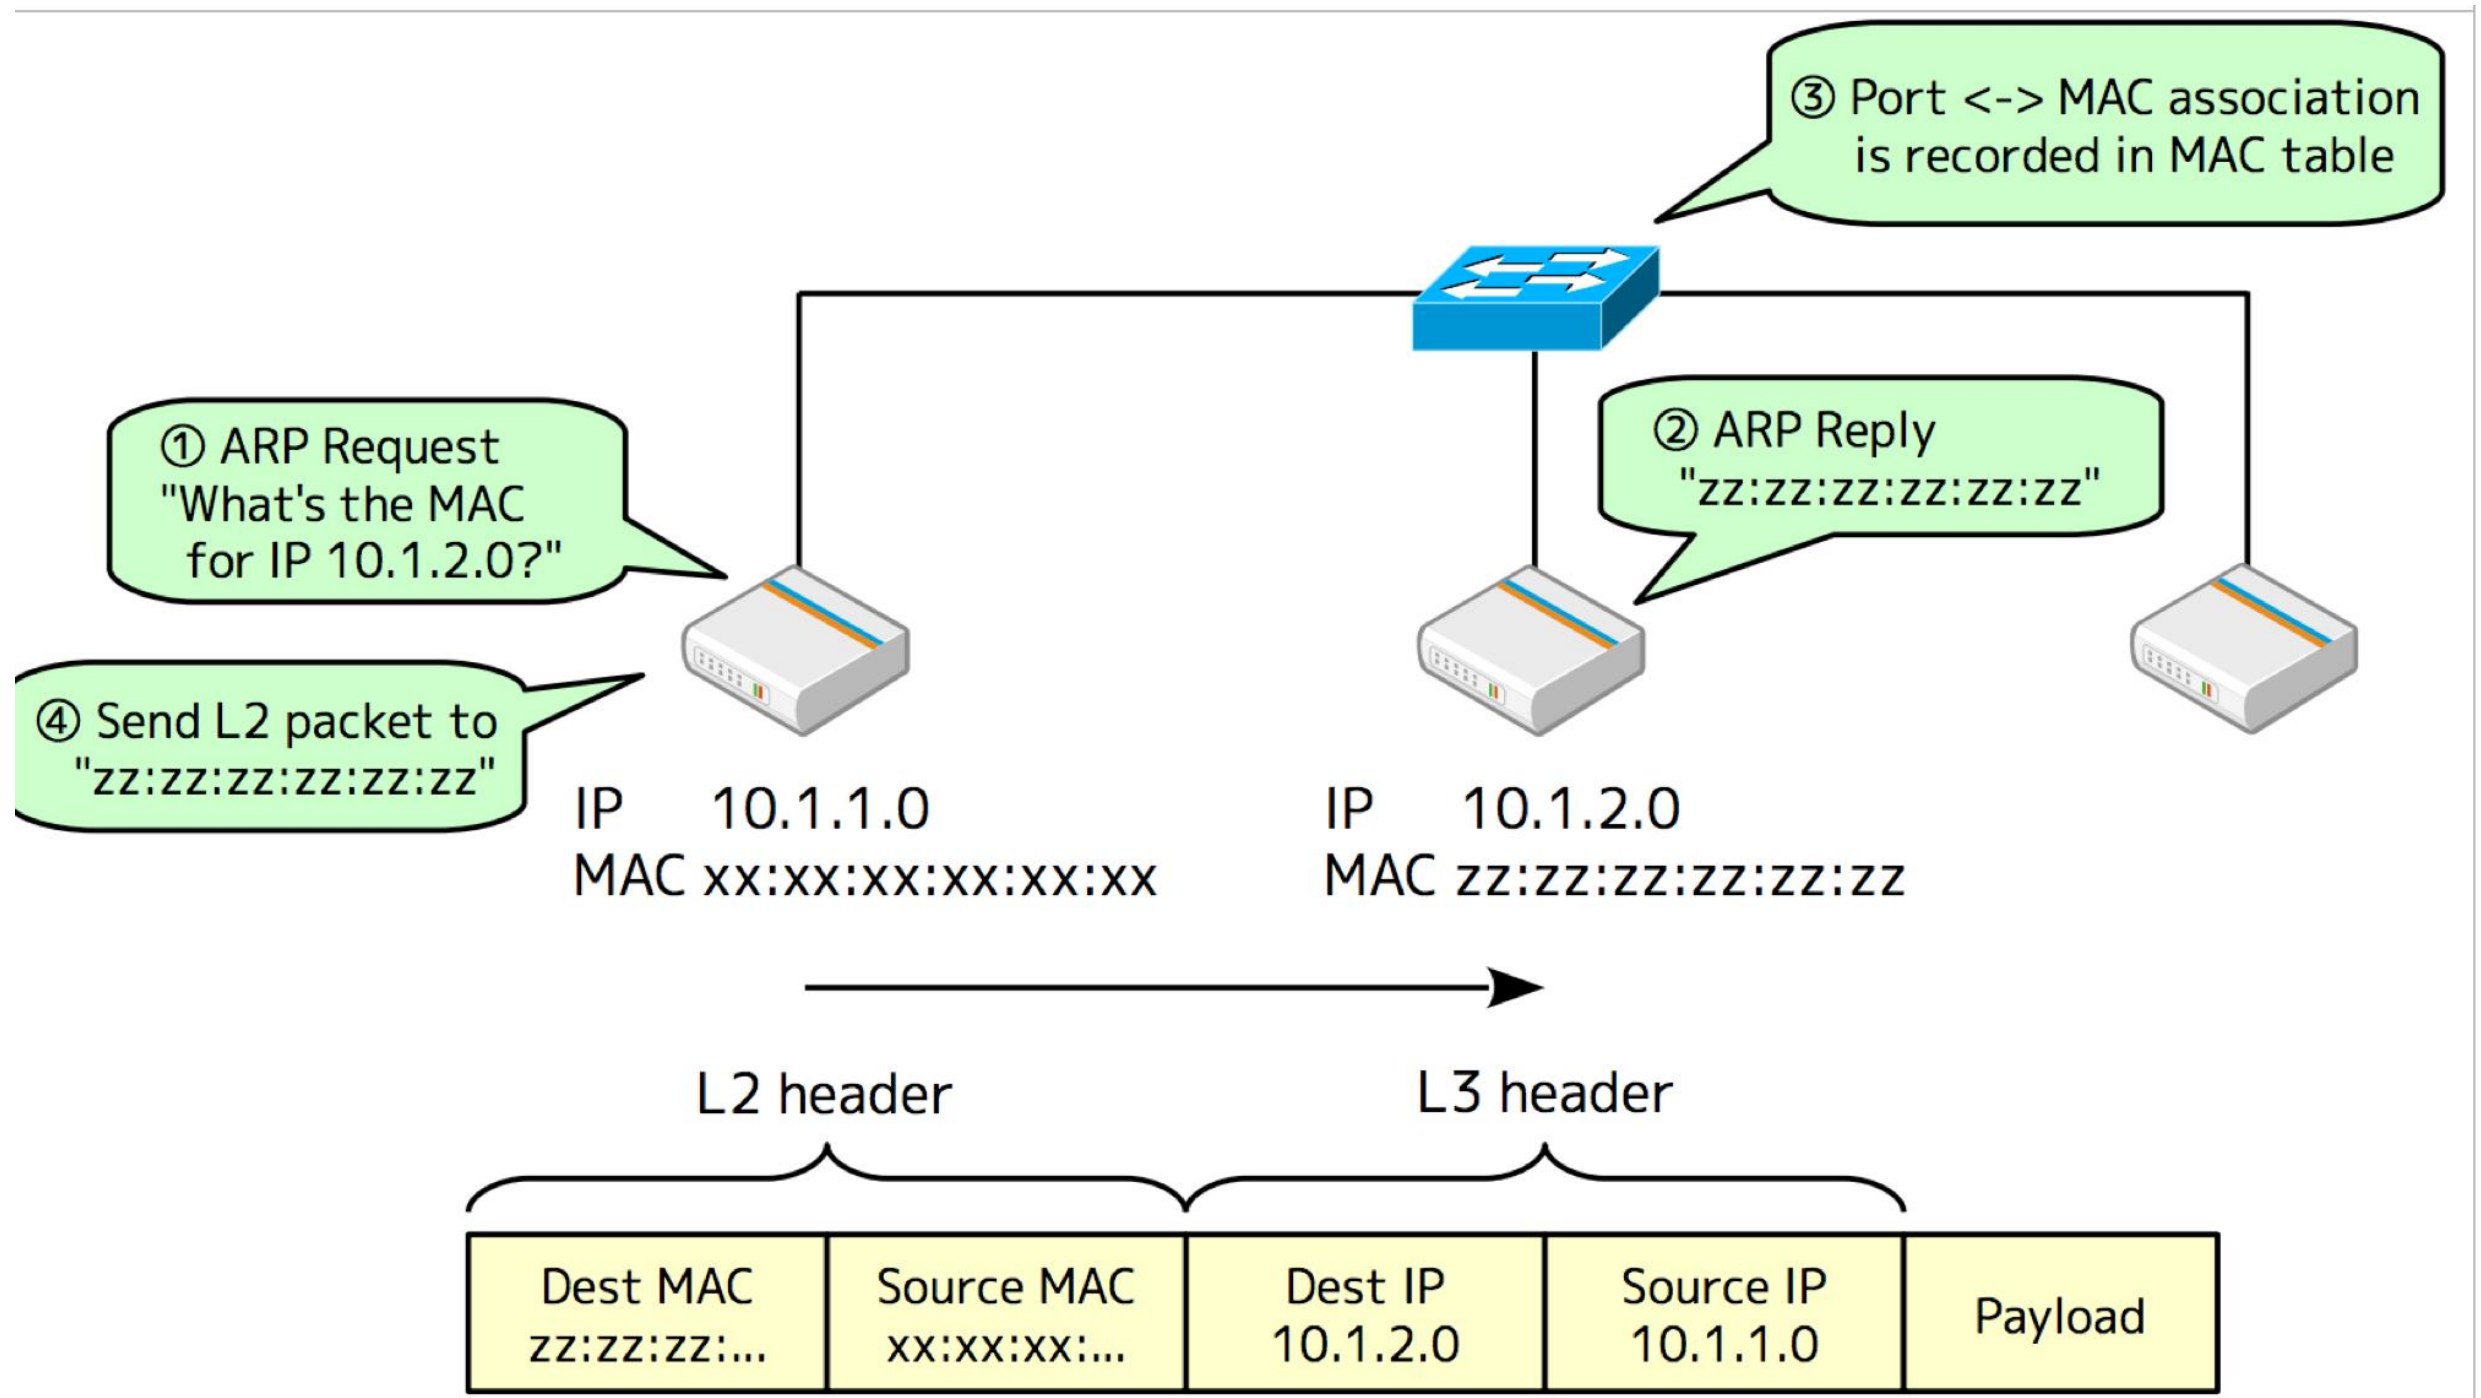 ③ Port <-> MAC association
is recorded in MAC table
① ARP Request
"What's the MAC
for IP 10.1.2.0?"
② ARP Reply
"zz:zz:zz:zz:zz:zz"
④ Send L2 packet to
"zz:zz:zz:zz:zz:zz"
IP 10.1.1.0
MAC xx:xx:xx:xx:xx:xx
IP 10.1.2.0
MAC zz:zz:zz:zz:zz:zz
L2 header
L3 header
Dest MAC
zz:zz:zz:...
Source MAC
xx:xx:xx:...
Dest IP
10.1.2.0
Source IP
10.1.1.0
Payload